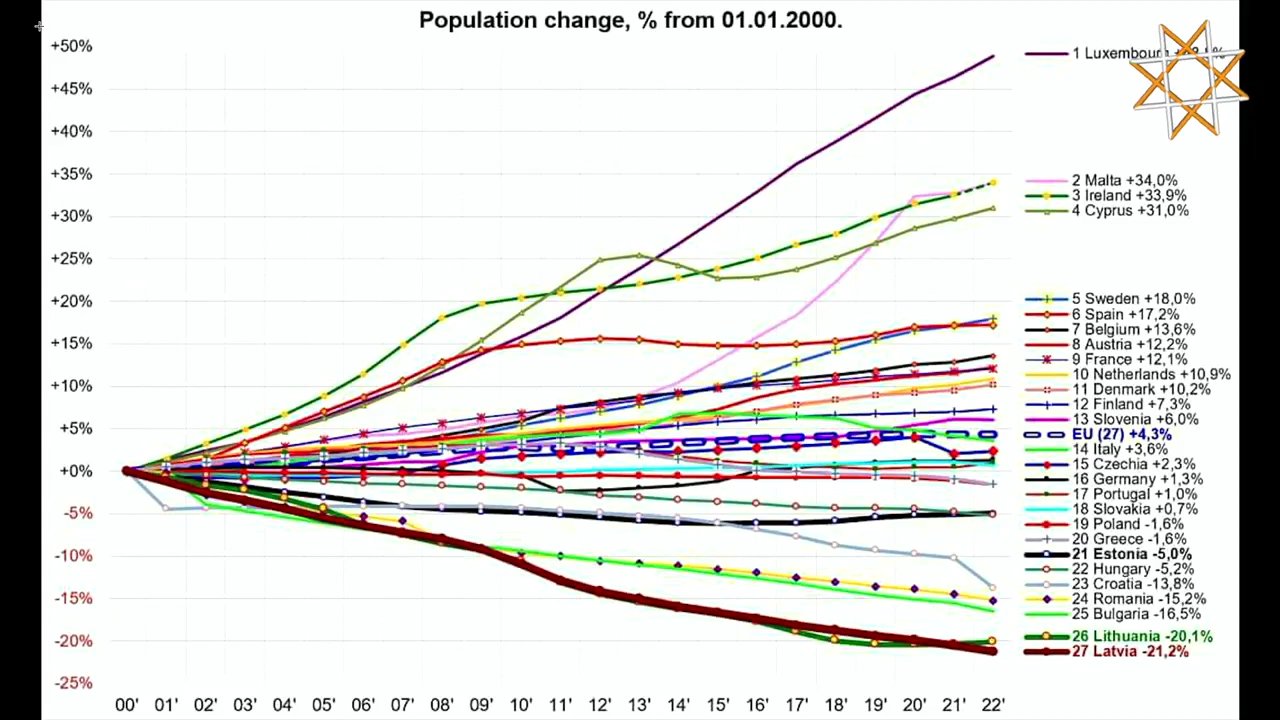 Population change, % from 01.01.2000.
+50%
+45%
+40%
+35%
+30%
+25%
+20%
+15%
+10%
+5%
+0%
-5%
-10%
-15%
-20%
-25%
00' 01' 02' 03' 04' 05' 06' 07' 08' 09' 10' 11' 12' 13' 14' 15' 16' 17' 18' 19' 20' 21' 22'
1 Luxembourg
2 Malta +34,0%
3 Ireland +33,9%
4 Cyprus +31,0%
5 Sweden +18,0%
6 Spain +17,2%
7 Belgium +13,6%
8 Austria +12,2%
9 France +12,1%
10 Netherlands +10,9%
11 Denmark +10,2%
12 Finland +7,3%
13 Slovenia +6,0%
EU (27) +4,3%
14 Italy +3,6%
15 Czechia +2,3%
16 Germany +1,3%
17 Portugal +1,0%
18 Slovakia +0,7%
19 Poland -1,6%
20 Greece -1,6%
21 Estonia -5,0%
22 Hungary -5,2%
23 Croatia -13,8%
24 Romania -15,2%
25 Bulgaria -16,5%
26 Lithuania -20,1%
27 Latvia -21,2%